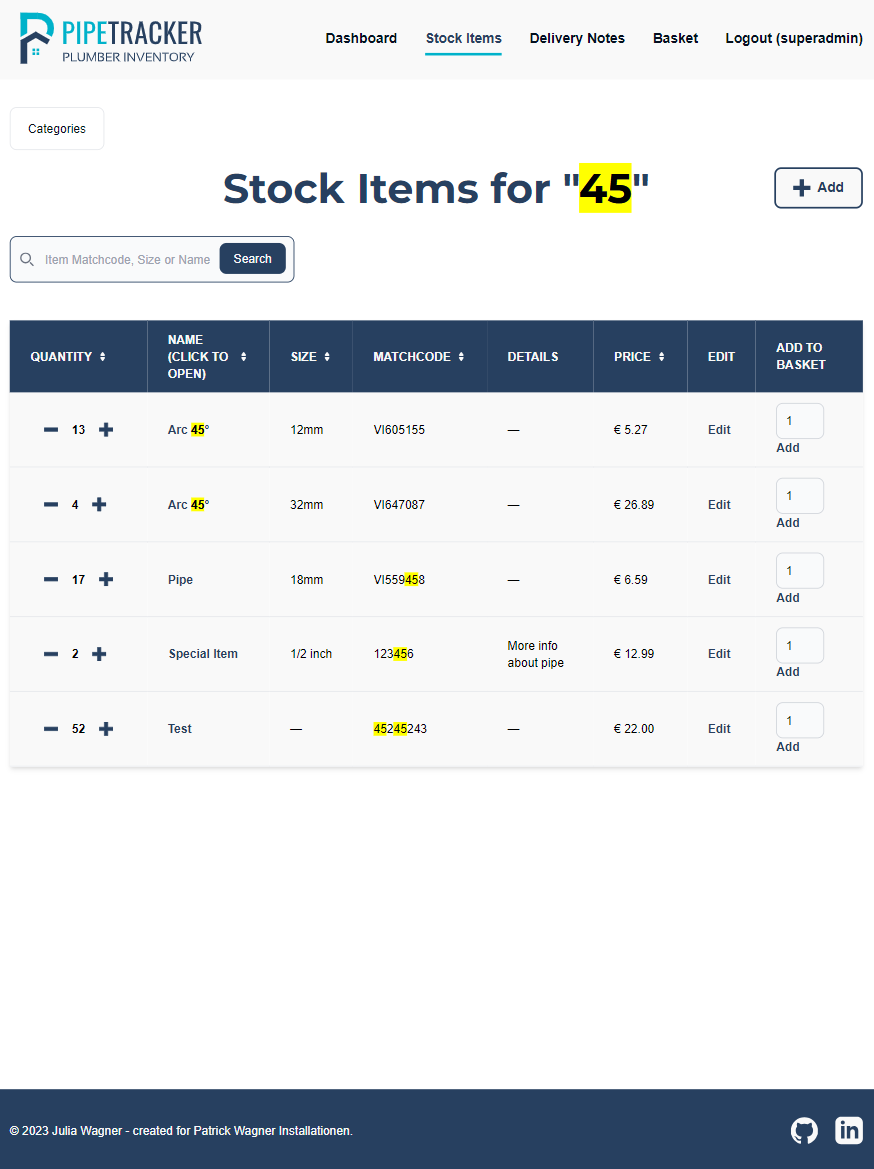 PIPETRACKER
PLUMBER INVENTORY
Dashboard Stock Items Delivery Notes Basket Logout (superadmin)
Categories
Stock Items for "45"
Add
Item Matchcode, Size or Name Search
QUANTITY NAME (CLICK TO OPEN) SIZE MATCHCODE DETAILS PRICE EDIT ADD TO BASKET
13 Arc 45° 12mm VI605155 — € 5.27 Edit 1
Add
4 Arc 45° 32mm VI647087 — € 26.89 Edit 1
Add
17 Pipe 18mm VI559458 — € 6.59 Edit 1
Add
2 Special Item 1/2 inch 123456 More info about pipe € 12.99 Edit 1
Add
52 Test — 45245243 — € 22.00 Edit 1
Add
© 2023 Julia Wagner - created for Patrick Wagner Installationen.
in